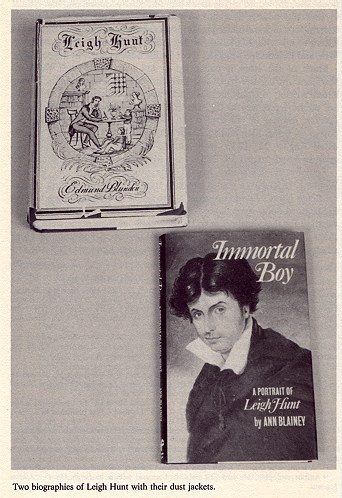 Leigh Hunt
Edmund Blunden
Immortal
Boy
A PORTRAIT OF
Leigh Hunt
by ANN BLAINEY
Two biographies of Leigh Hunt with their dust jackets.